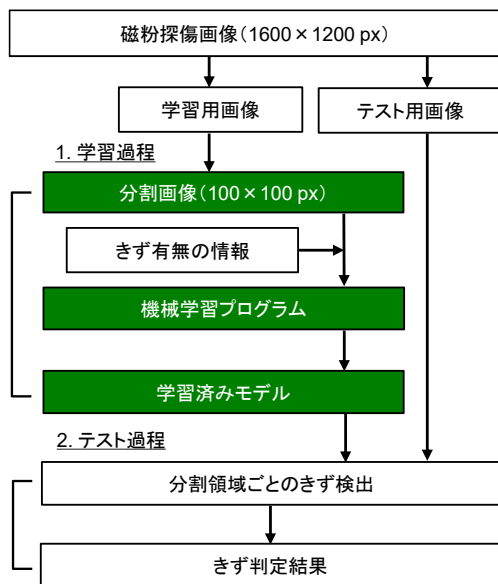 磁粉探傷画像（1600×1200 px）
学習用画像
テスト用画像
1. 学習過程
分割画像（100×100 px）
きず有無の情報
機械学習プログラム
学習済みモデル
2. テスト過程
分割領域ごとのきず検出
きず判定結果